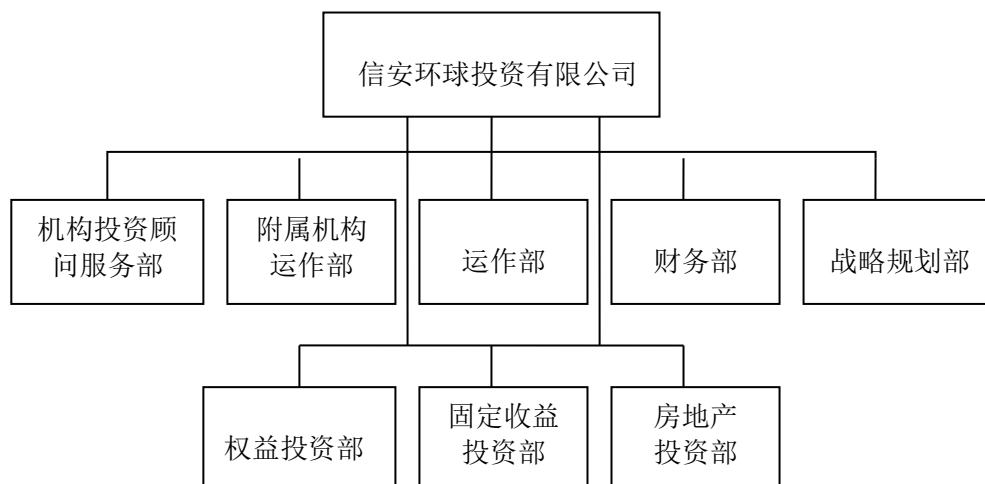 信安环球投资有限公司
机构投资顾
问服务部
附属机构
运作部
运作部
财务部
战略规划部
权益投资部
固定收益
投资部
房地产
投资部